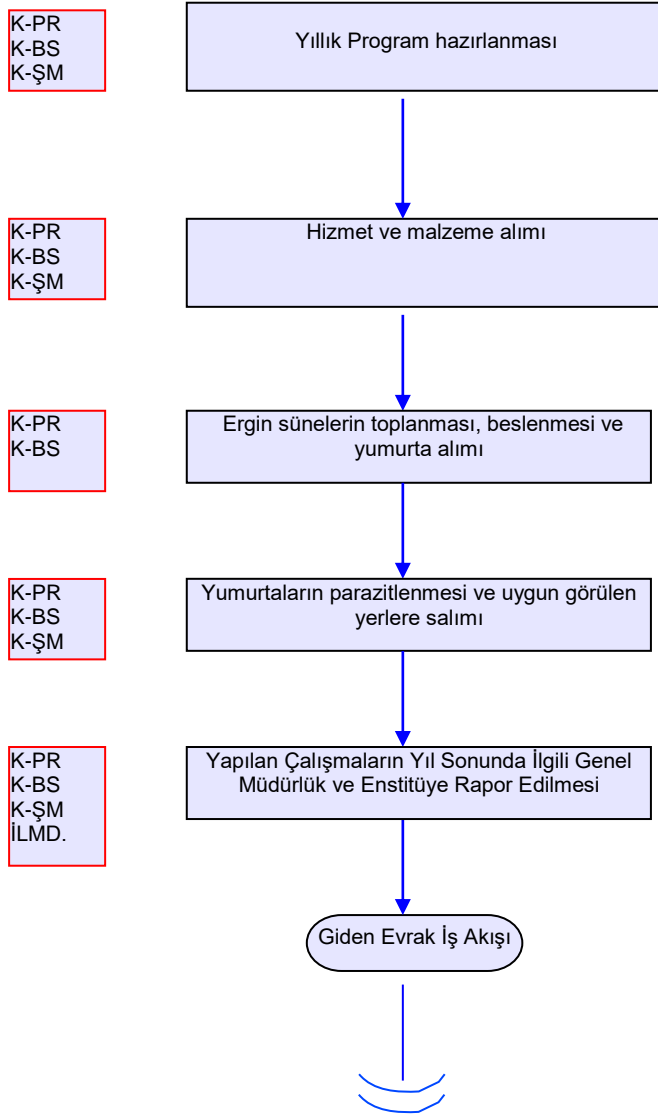 K-PR
K-BS
K-ŞM
Yıllık Program hazırlanması
K-PR
K-BS
K-ŞM
Hizmet ve malzeme alımı
K-PR
K-BS
Ergin sünelerin toplanması, beslenmesi ve
yumurta alımı
K-PR
K-BS
K-ŞM
Yumurtaların parazitlenmesi ve uygun görülen
yerlere salımı
K-PR
K-BS
K-ŞM
İLMD.
Yapılan Çalışmaların Yıl Sonunda İlgili Genel
Müdürlük ve Enstitüye Rapor Edilmesi
Giden Evrak İş Akışı